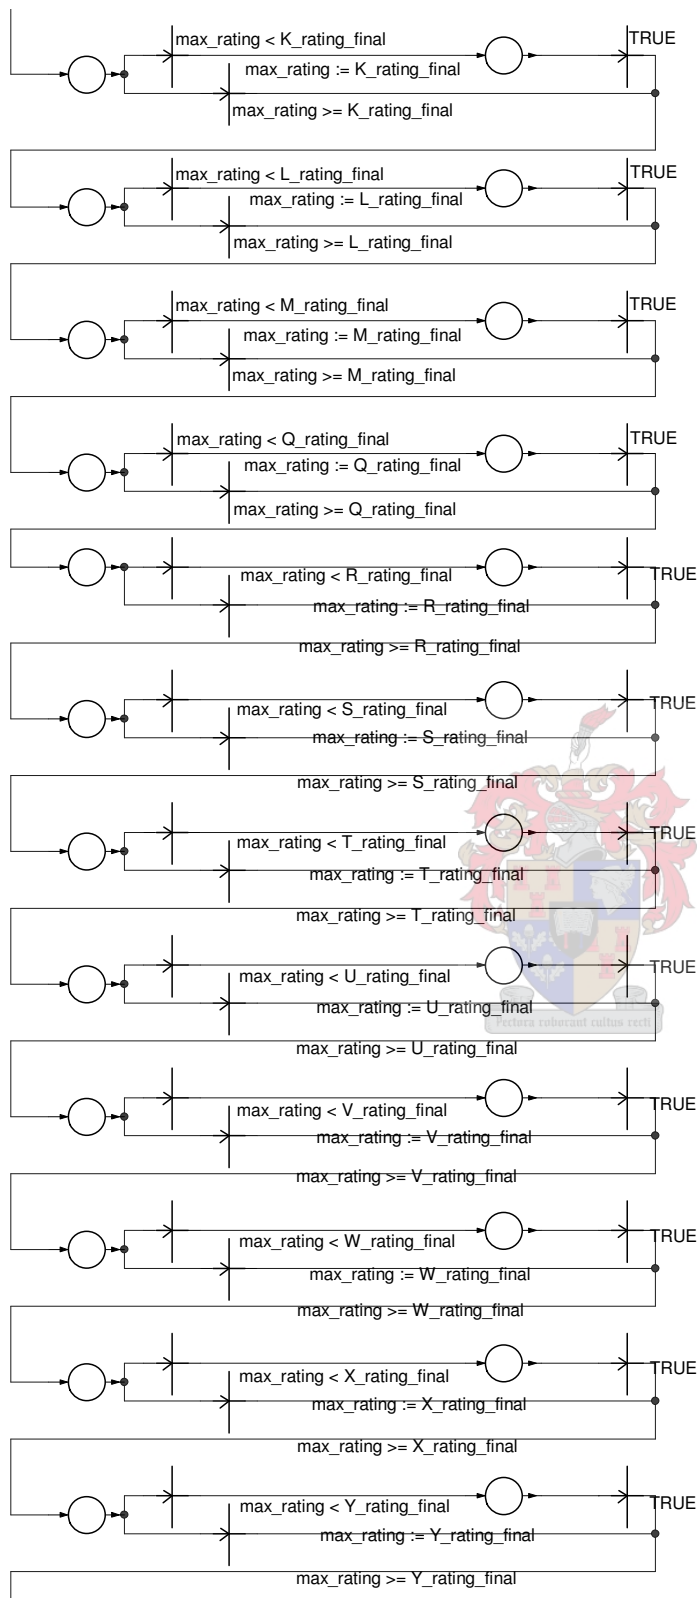 max_rating < K_rating_final
TRUE
max_rating := K_rating_final
max_rating >= K_rating_final
max_rating < L_rating_final
TRUE
max_rating := L_rating_final
max_rating >= L_rating_final
max_rating < M_rating_final
TRUE
max_rating := M_rating_final
max_rating >= M_rating_final
max_rating < Q_rating_final
TRUE
max_rating := Q_rating_final
max_rating >= Q_rating_final
max_rating < R_rating_final
TRUE
max_rating := R_rating_final
max_rating >= R_rating_final
TRUE
max_rating < S_rating_final
max_rating := S_rating_final
max_rating >= S_rating_final
TRUE
max_rating < T_rating_final
max_rating := T_rating_final
max_rating >= T_rating_final
TRUE
max_rating < U_rating_final
max_rating := U_rating_final
Pectora roborant cultus recti
max_rating >= U_rating_final
TRUE
max_rating < V_rating_final
max_rating := V_rating_final
max_rating >= V_rating_final
TRUE
max_rating < W_rating_final
max_rating := W_rating_final
max_rating >= W_rating_final
TRUE
max_rating < X_rating_final
max_rating := X_rating_final
max_rating >= X_rating_final
TRUE
max_rating < Y_rating_final
max_rating := Y_rating_final
max_rating >= Y_rating_final